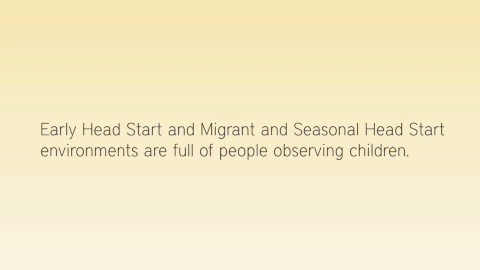 Early Head Start and Migrant and Seasonal Head Start
environments are full of people observing children.